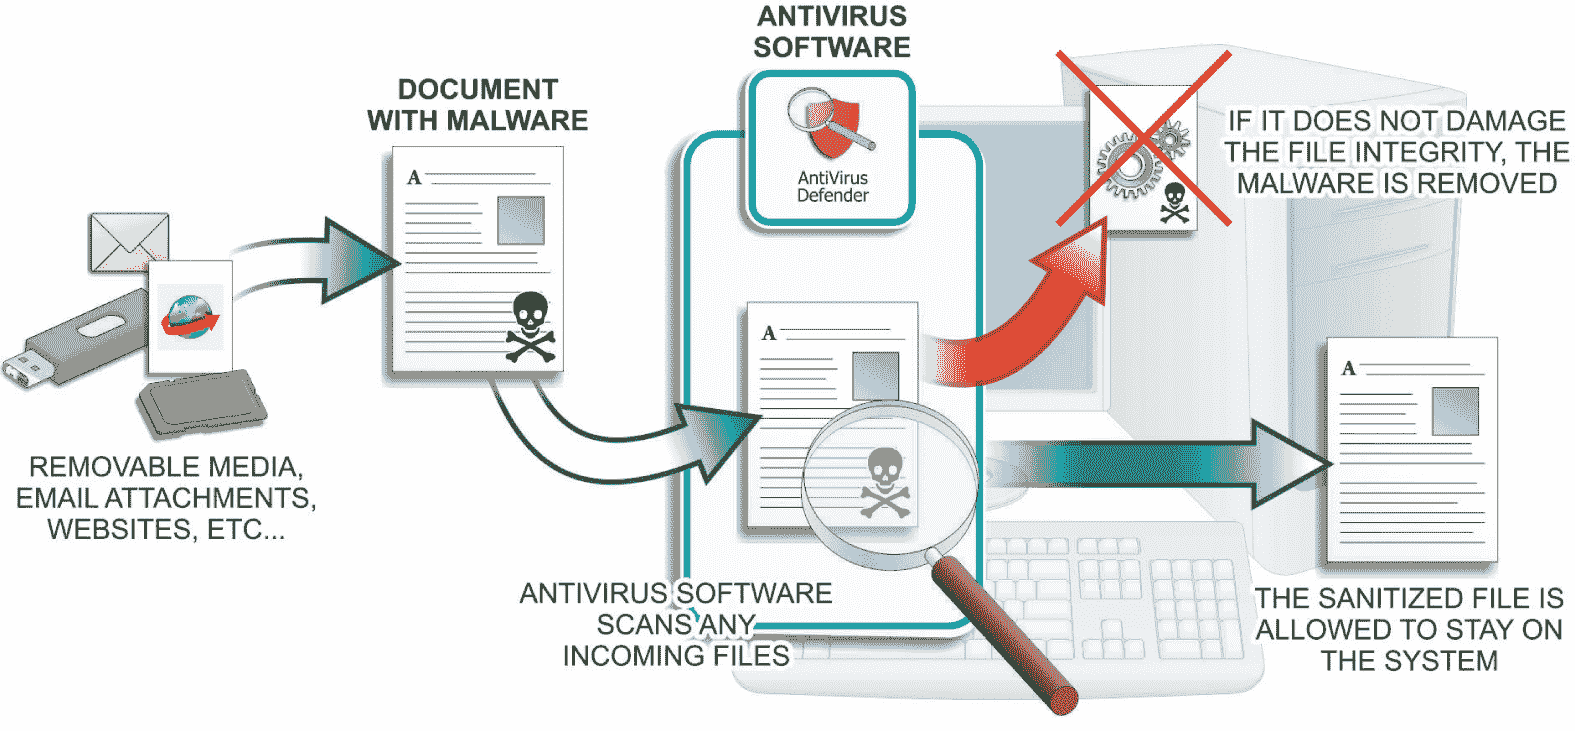 ANTIVIRUS
SOFTWARE
DOCUMENT
WITH MALWARE
AntiVirus
Defender
IF IT DOES NOT DAMAGE
THE FILE INTEGRITY, THE
MALWARE IS REMOVED
A
A
A
REMOVABLE MEDIA,
EMAIL ATTACHMENTS,
WEBSITES, ETC...
ANTIVIRUS SOFTWARE
SCANS ANY
INCOMING FILES
THE SANITIZED FILE IS
ALLOWED TO STAY ON
THE SYSTEM